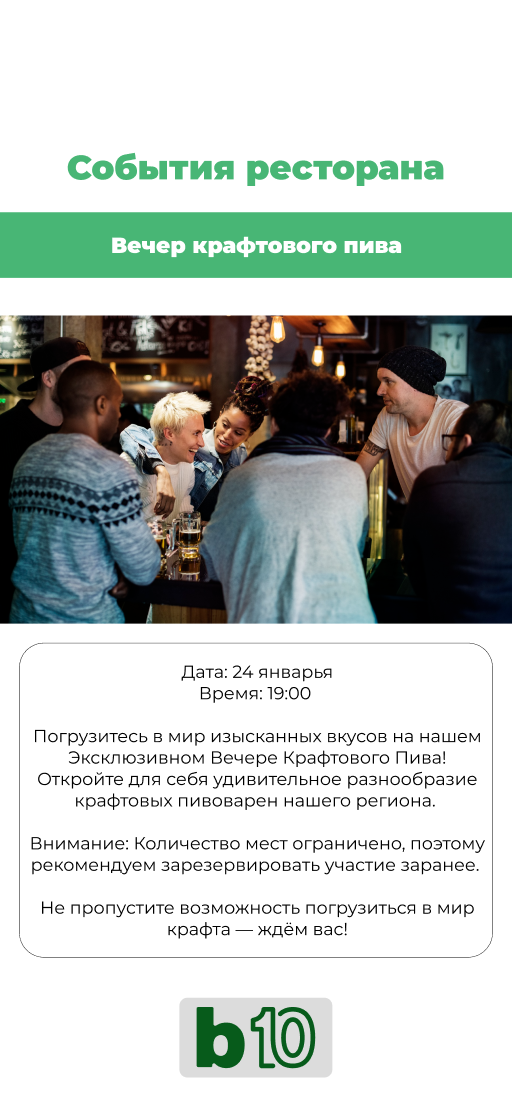 События ресторана
Вечер крафтового пива
Дата: 24 январья
Время: 19:00
Погрузитесь в мир изысканных вкусов на нашем
Эксклюзивном Вечере Крафтового Пива!
Откройте для себя удивительное разнообразие
крафтовых пивоварен нашего региона.
Внимание: Количество мест ограничено, поэтому
рекомендуем зарезервировать участие заранее.
Не пропустите возможность погрузиться в мир
крафта — ждём вас!
b10